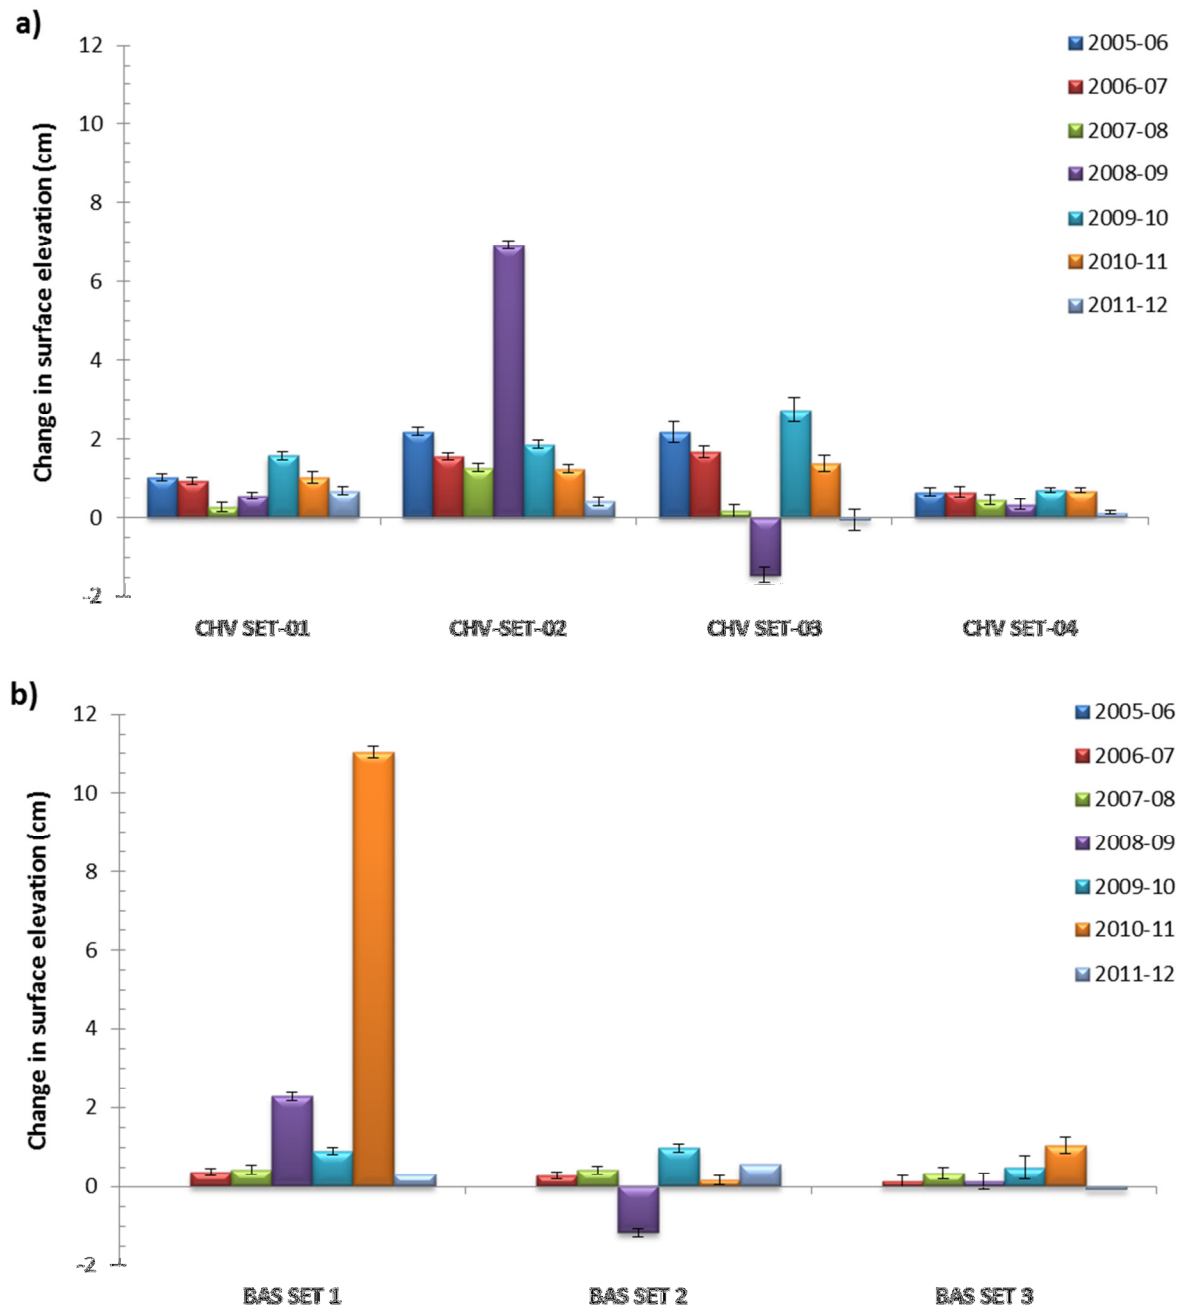 a)
Change in surface elevation (cm)
12
10
8
6
4
2
0
-2
CHV SET-01
CHV-SET-02
CHV SET-03
CHV SET-04
2005-06
2006-07
2007-08
2008-09
2009-10
2010-11
2011-12
b)
Change in surface elevation (cm)
12
10
8
6
4
2
0
-2
BAS SET 1
BAS SET 2
BAS SET 3
2005-06
2006-07
2007-08
2008-09
2009-10
2010-11
2011-12